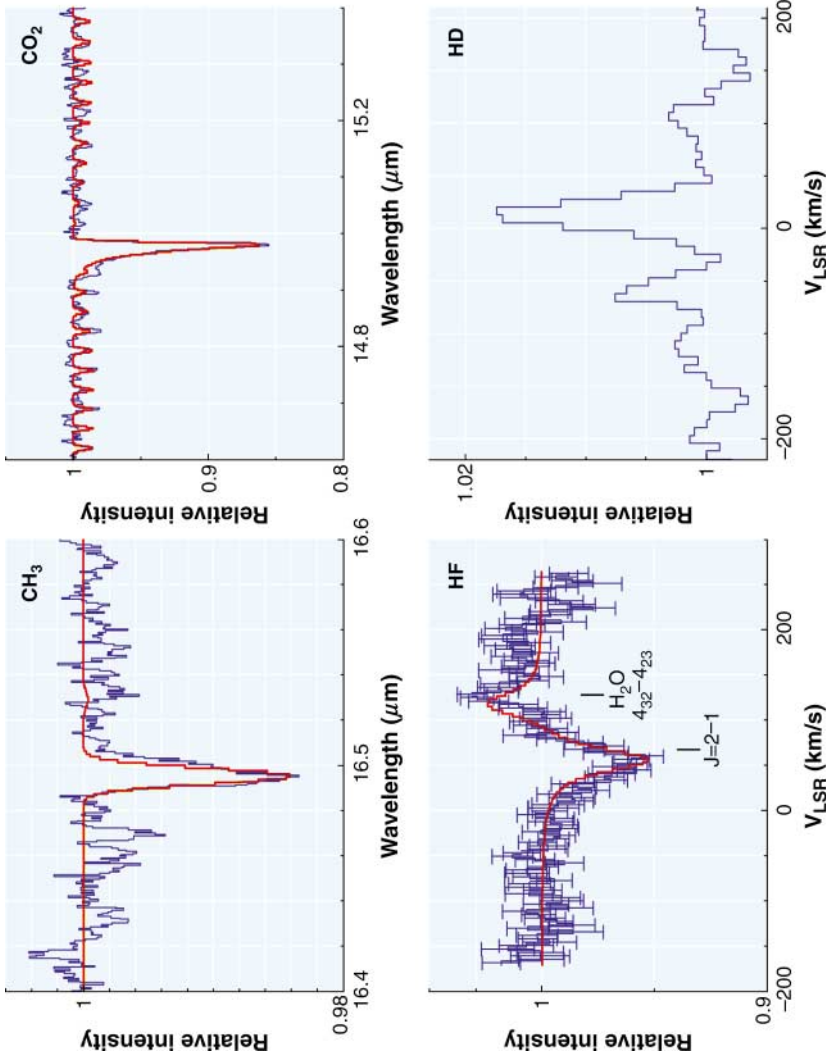 CH₃
Relative intensity
1
0.98
16.4
16.5
16.6
Wavelength (μm)
CO₂
Relative intensity
1
0.9
0.8
14.8
15.2
Wavelength (μm)
HF
Relative intensity
1
0.9
−200
0
200
V_LSR (km/s)
J=2−1
H₂O
4₃₂−4₂₃
HD
Relative intensity
1.02
1
−200
0
200
V_LSR (km/s)